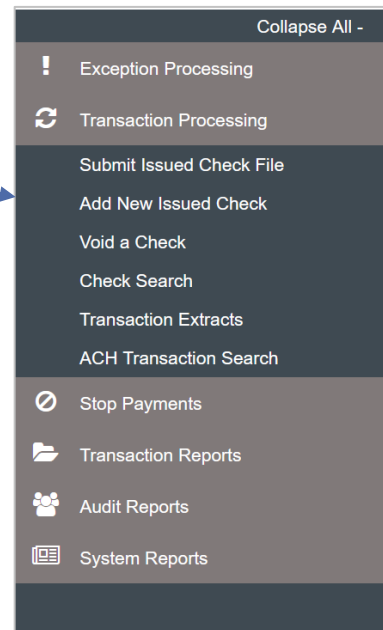 Collapse All -
Exception Processing
Transaction Processing
Submit Issued Check File
Add New Issued Check
Void a Check
Check Search
Transaction Extracts
ACH Transaction Search
Stop Payments
Transaction Reports
Audit Reports
System Reports